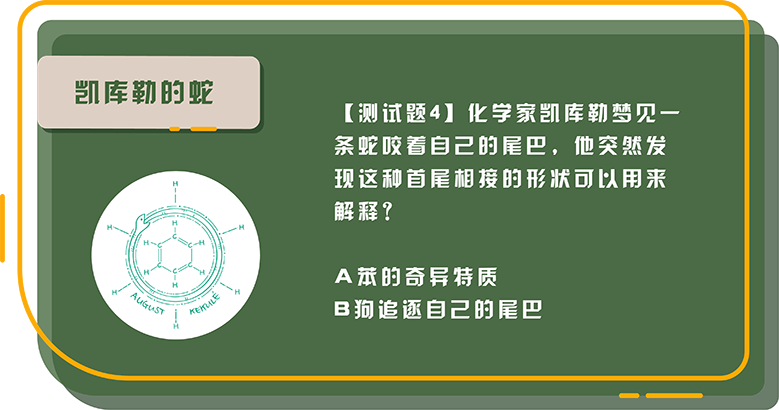 凯库勒的蛇
【测试题4】化学家凯库勒梦见一
条蛇咬着自己的尾巴，他突然发
现这种首尾相接的形状可以用来
解释？
A苯的奇异特质
B狗追逐自己的尾巴
H
H
H
H
H
H
H
H
H
H
H
H
AUGUST KEKULÉ